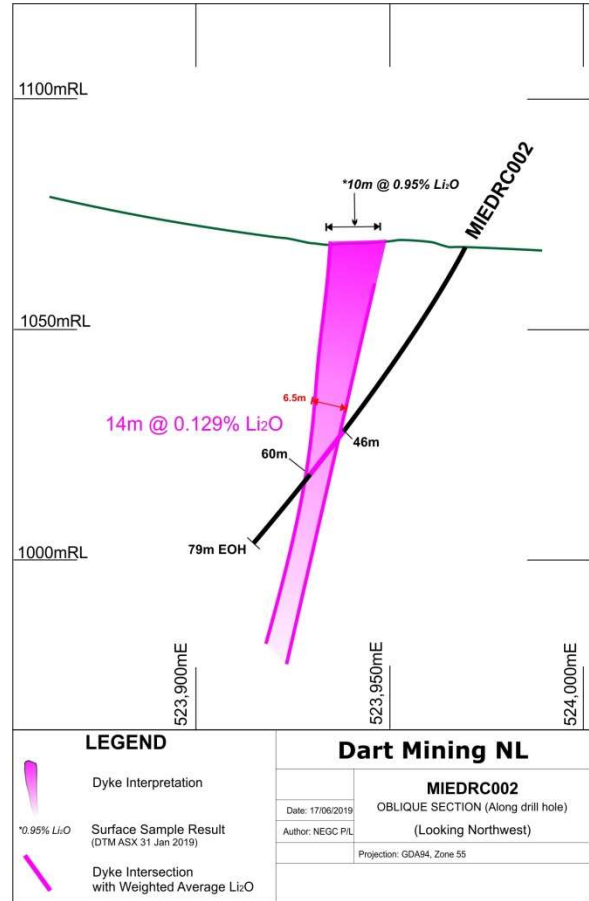 1100mRL
*10m @ 0.95% Li₂O
MIEDRC002
1050mRL
6.5m
14m @ 0.129% Li₂O
46m
60m
79m EOH
1000mRL
523,900mE
523,950mE
524,000mE
LEGEND
Dyke Interpretation
*0.95% Li₂O
Surface Sample Result
(DTM ASX 31 Jan 2019)
Dyke Intersection
with Weighted Average Li₂O
Dart Mining NL
MIEDRC002
Date: 17/06/2019
OBLIQUE SECTION (Along drill hole)
Author: NEGC P/L
(Looking Northwest)
Projection: GDA94, Zone 55